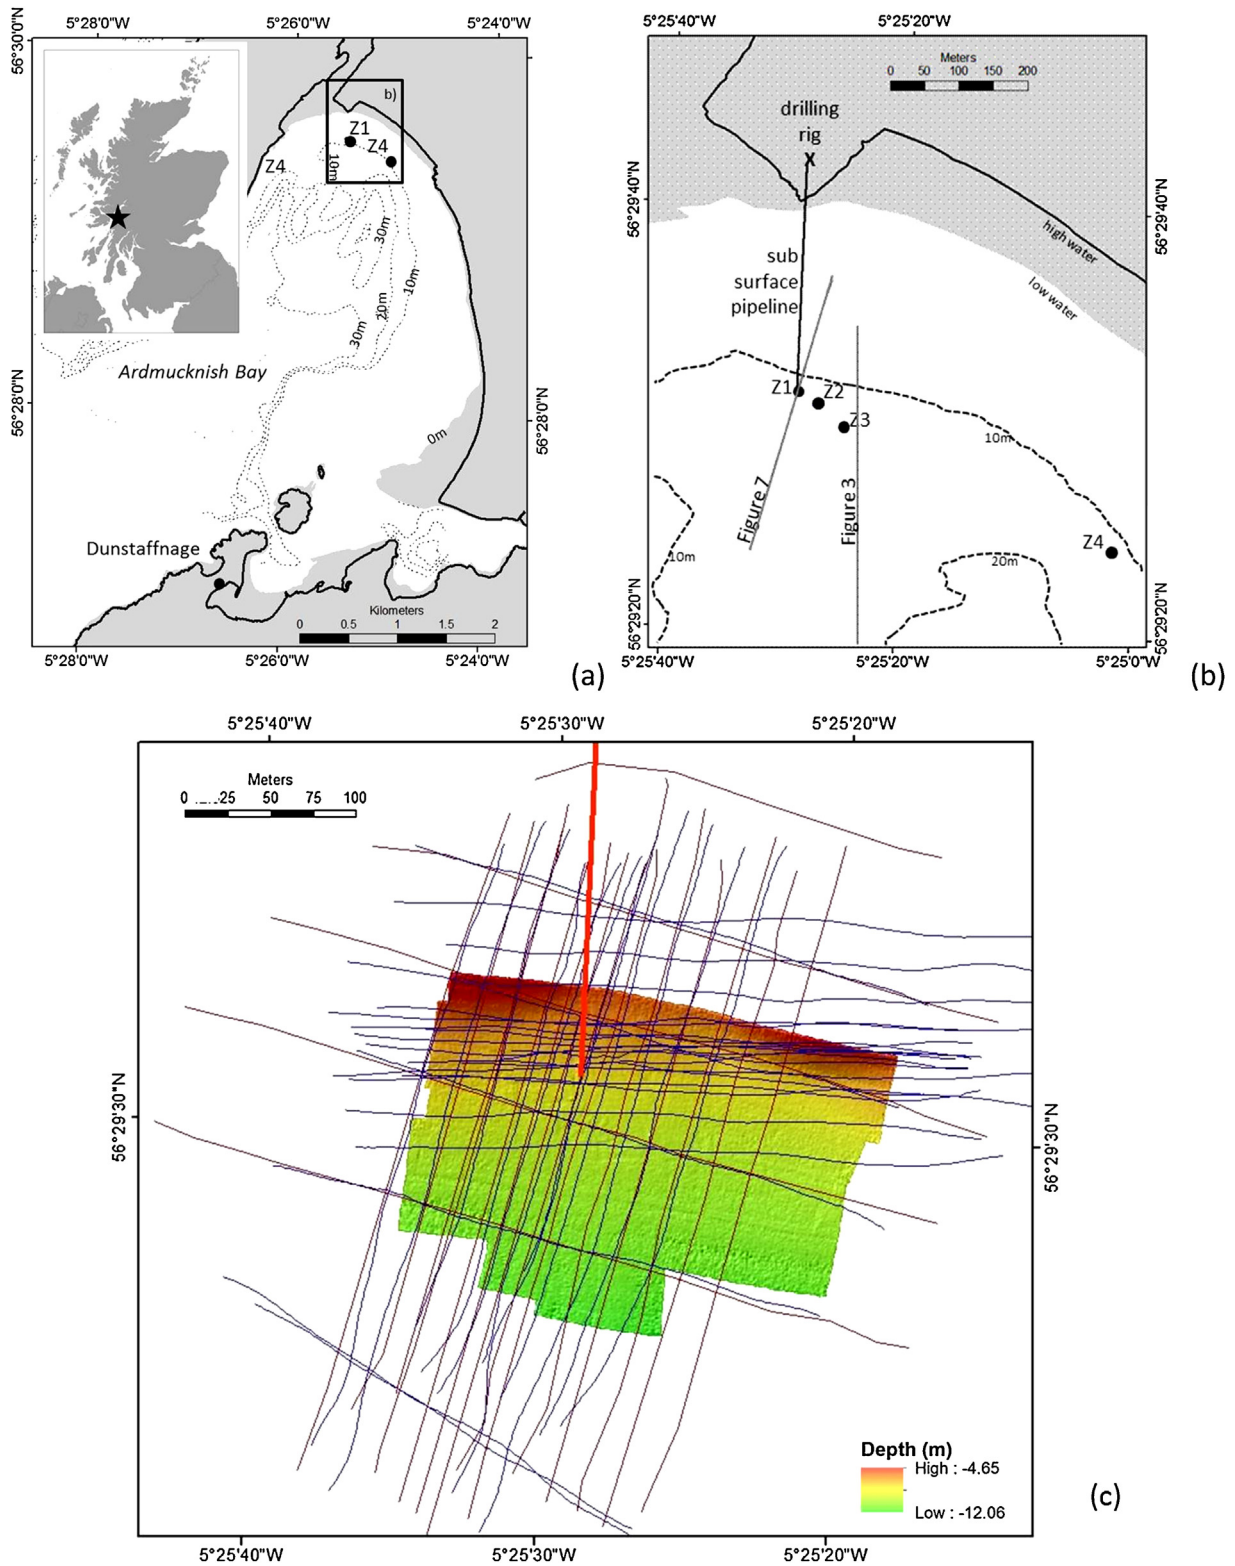 5°28'0"W 5°26'0"W 5°24'0"W
56°30'0"N
b)
Z1
Z4
Z4
10m
30m
10m
20m
30m
Ardmucknish Bay
56°28'0"N
56°28'0"N
0m
Dunstaffnage
Kilometers
0 0.5 1 1.5 2
5°28'0"W 5°26'0"W 5°24'0"W
(a)
5°25'40"W 5°25'20"W
Meters
0 50 100 150 200
drilling
rig
X
56°29'40"N
56°29'40"N
high water
low water
sub
surface
pipeline
Z1
Z2
Z3
10m
Figure 7
Figure 3
Z4
10m
20m
56°29'20"N
56°29'20"N
5°25'40"W 5°25'20"W 5°25'0"W
(b)
5°25'40"W 5°25'30"W 5°25'20"W
Meters
0 25 50 75 100
56°29'30"N
56°29'30"N
Depth (m)
High : -4.65
Low : -12.06
(c)
5°25'40"W 5°25'30"W 5°25'20"W